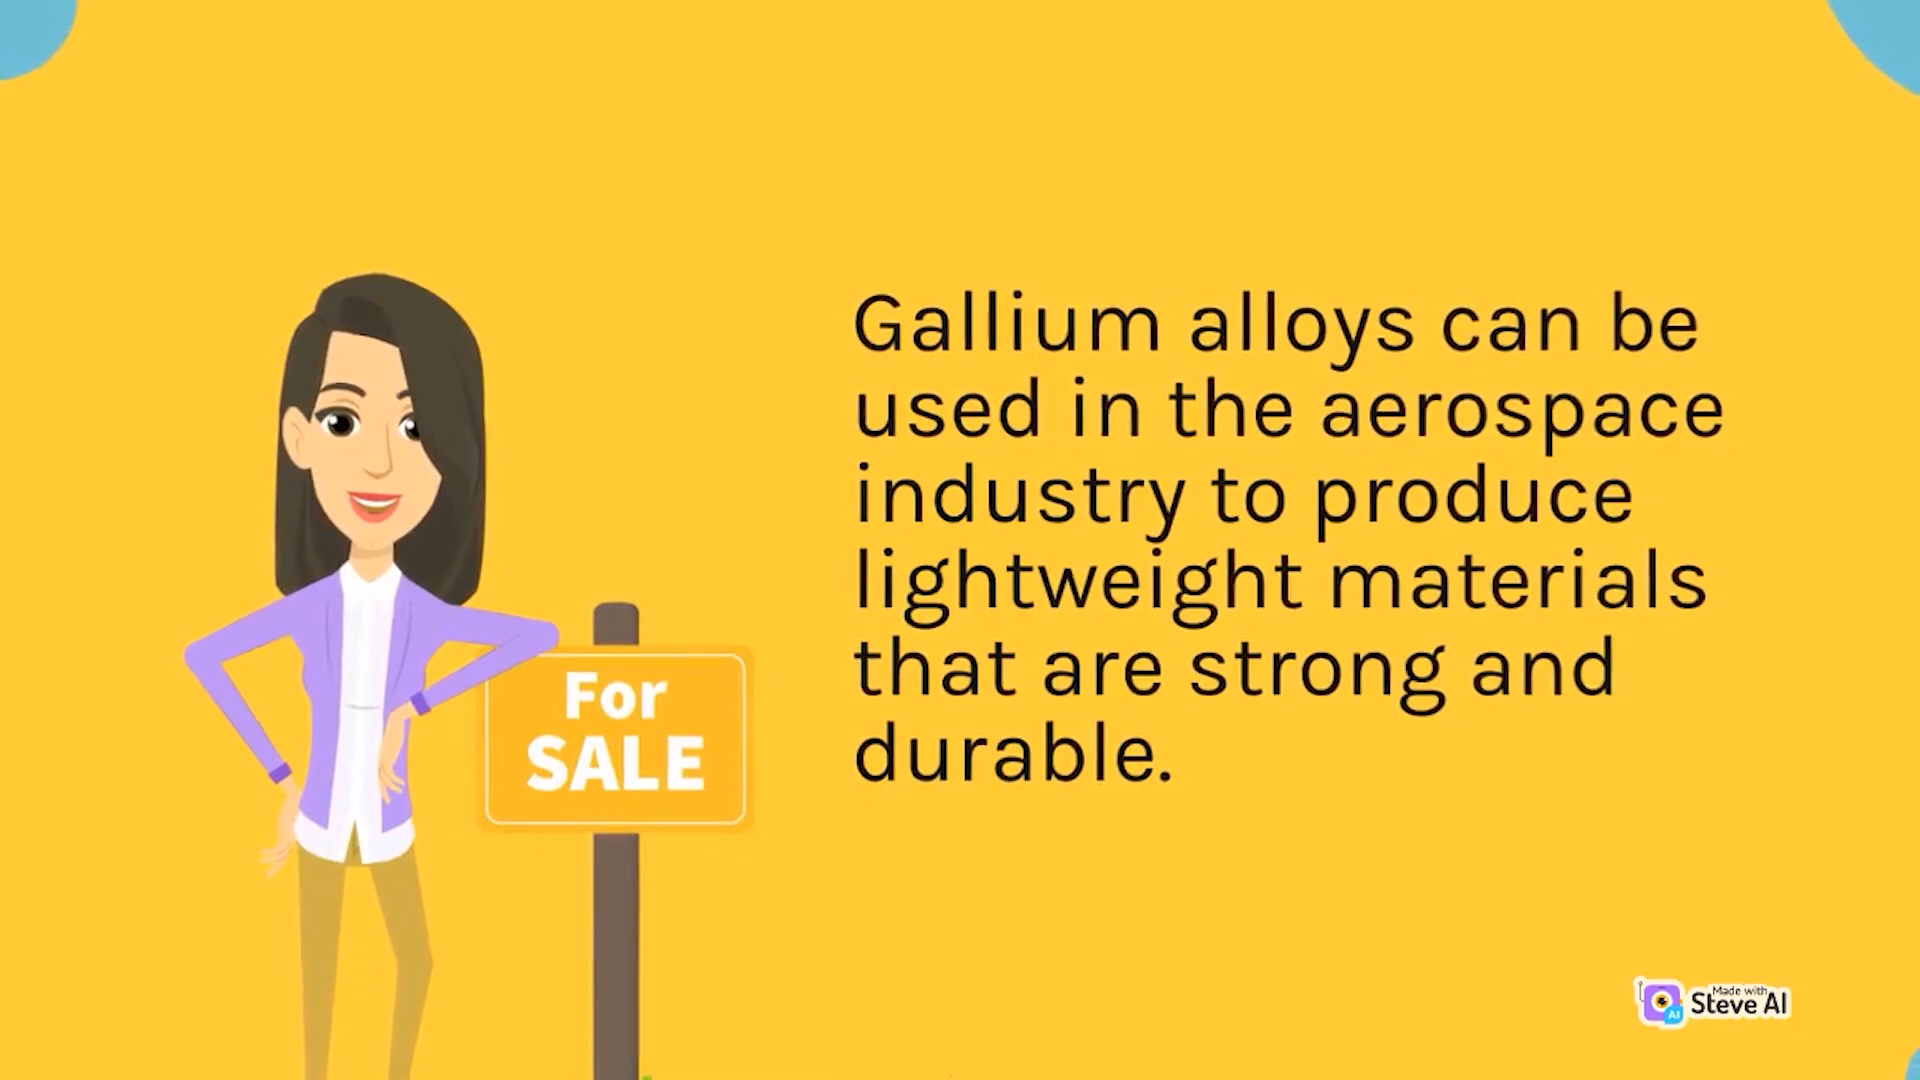 Gallium alloys can be
used in the aerospace
industry to produce
lightweight materials
that are strong and
durable.
For
SALE
Made with
Steve AI
AI